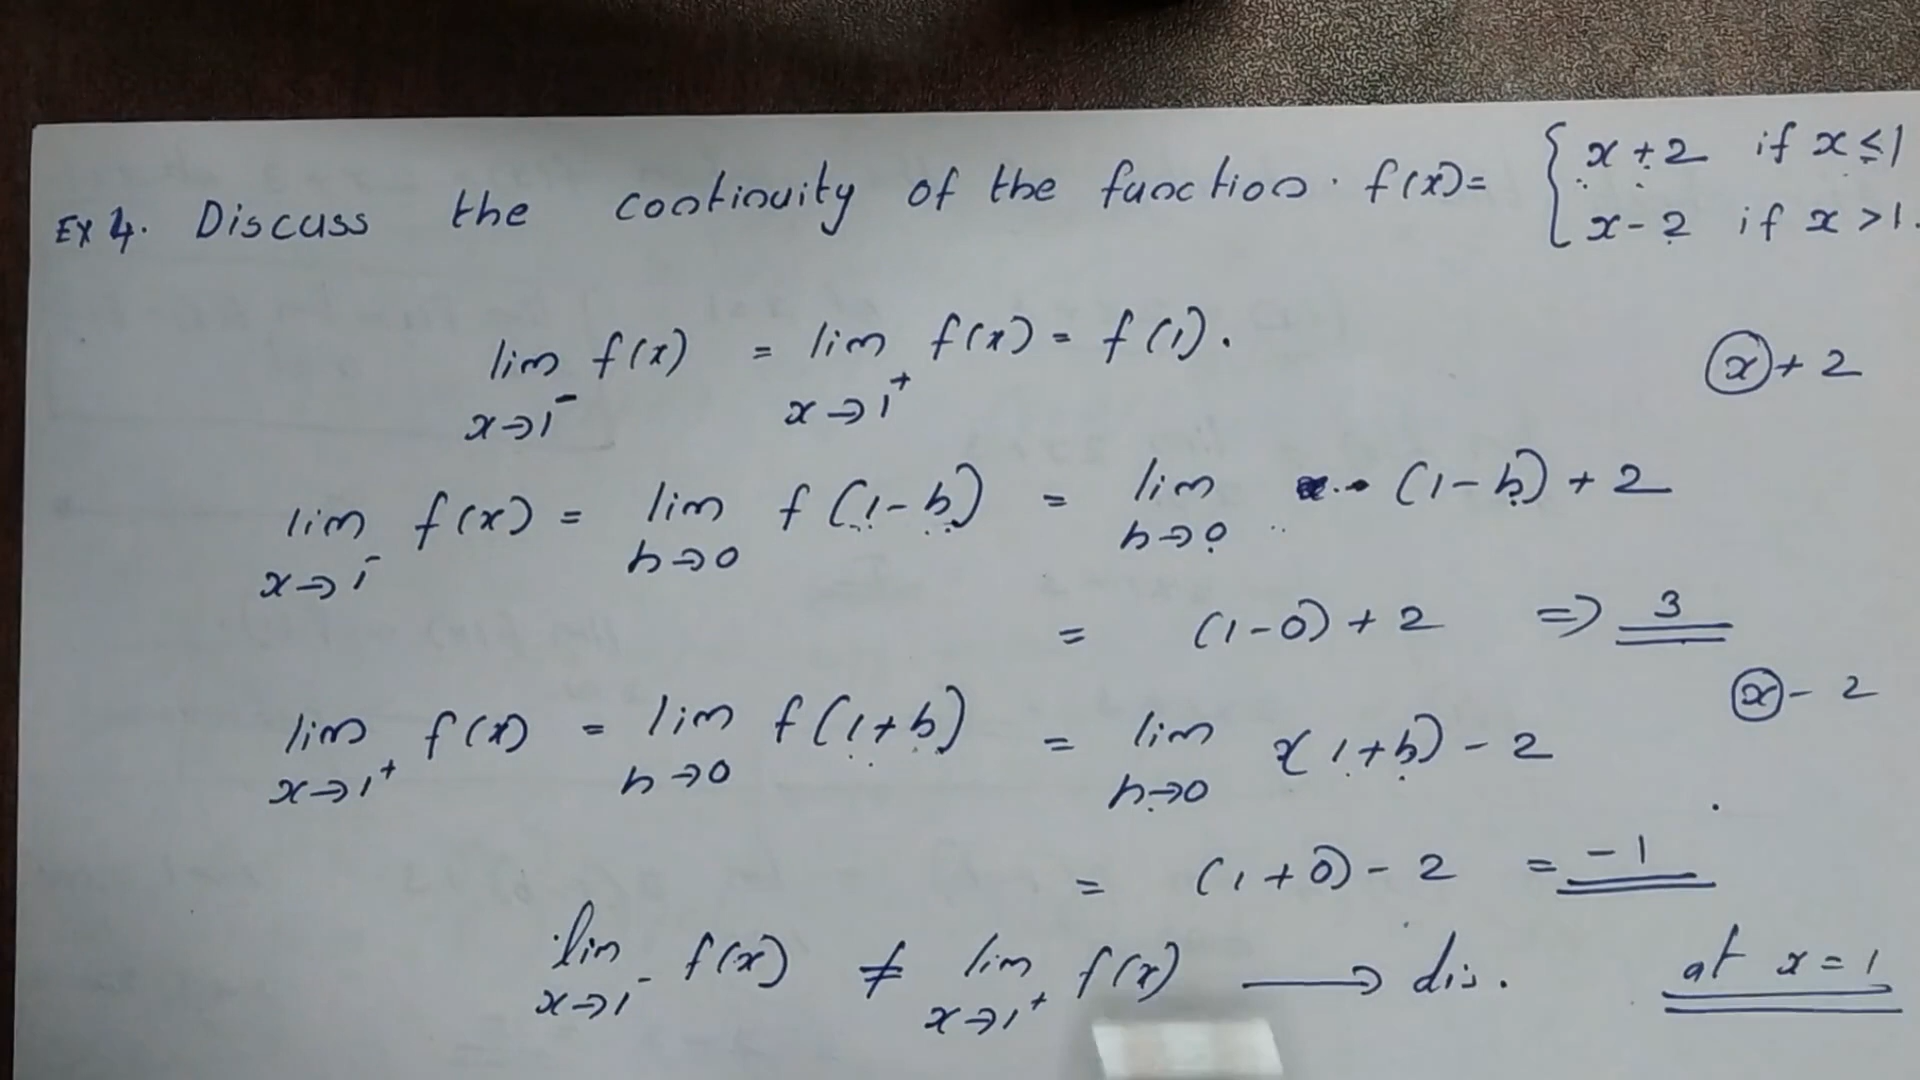 Ex 4. Discuss the continuity of the function. f(x)= { x+2 if x≤1
x-2 if x>1.
lim f(x) = lim f(x) = f(1).
x→1⁻ x→1⁺
(x)+2
lim f(x) = lim f(1-h) = lim (1-h)+2
x→1⁻ h→0 h→0
= (1-0)+2 ⇒ 3
(x)-2
lim f(x) = lim f(1+h) = lim (1+h)-2
x→1⁺ h→0 h→0
= (1+0)-2 = -1
lim f(x) ≠ lim f(x) → dis. at x=1
x→1⁻ x→1⁺